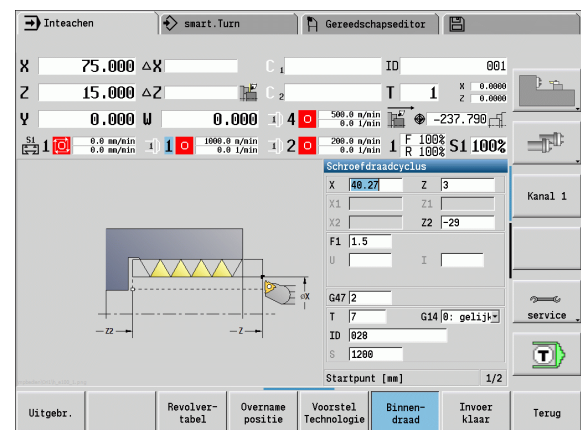 Inteachen
smart.Turn
Gereedschapseditor
X 75.000 △X C 1 ID 001
Z 15.000 △Z C 2 T 1 X 0.0000 Z 0.0000
Y 0.000 W 0.000 4 500.0 m/min 0.0 1/min -237.790
S1 1 0.0 mm/min 0.0 mm/min 1 1000.0 m/min 0.0 1/min 2 200.0 m/min 0.0 1/min 1 F 100% R 100% S1 100%
Schroefdraadcyclus
X 40.27 Z 3
X1 Z1
X2 Z2 -29
F1 1.5
U I
G47 2
T 7 G14 0: gelijk
ID 028
S 1200
Startpunt [mm] 1/2
øX
Z2
Z
Kanal 1
service
T
Uitgebr.
Revolver-
tabel
Overname
positie
Voorstel
Technologie
Binnen-
draad
Invoer
klaar
Terug